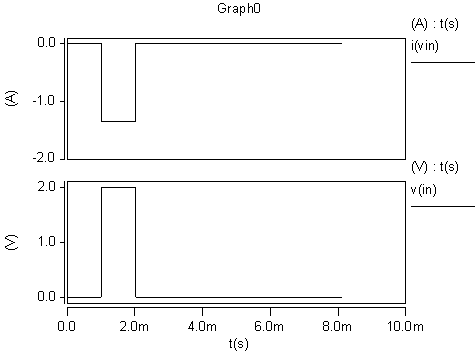 Graph0
(A) : t(s)
i(vin)
0.0
-1.0
-2.0
(A)
(V) : t(s)
v(in)
2.0
1.0
0.0
(V)
0.0 2.0m 4.0m 6.0m 8.0m 10.0m
t(s)